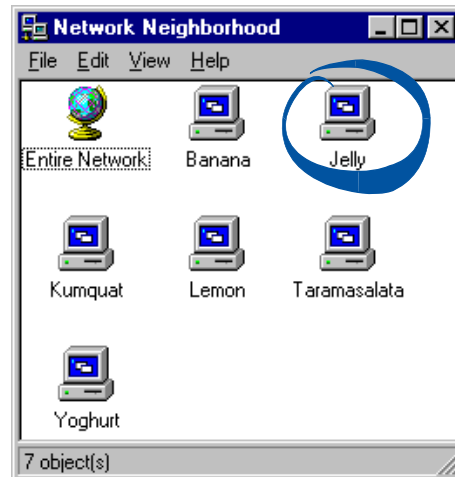 Network Neighborhood
File Edit View Help
Entire Network Banana Jelly
Kumquat Lemon Taramasalata
Yoghurt
7 object(s)